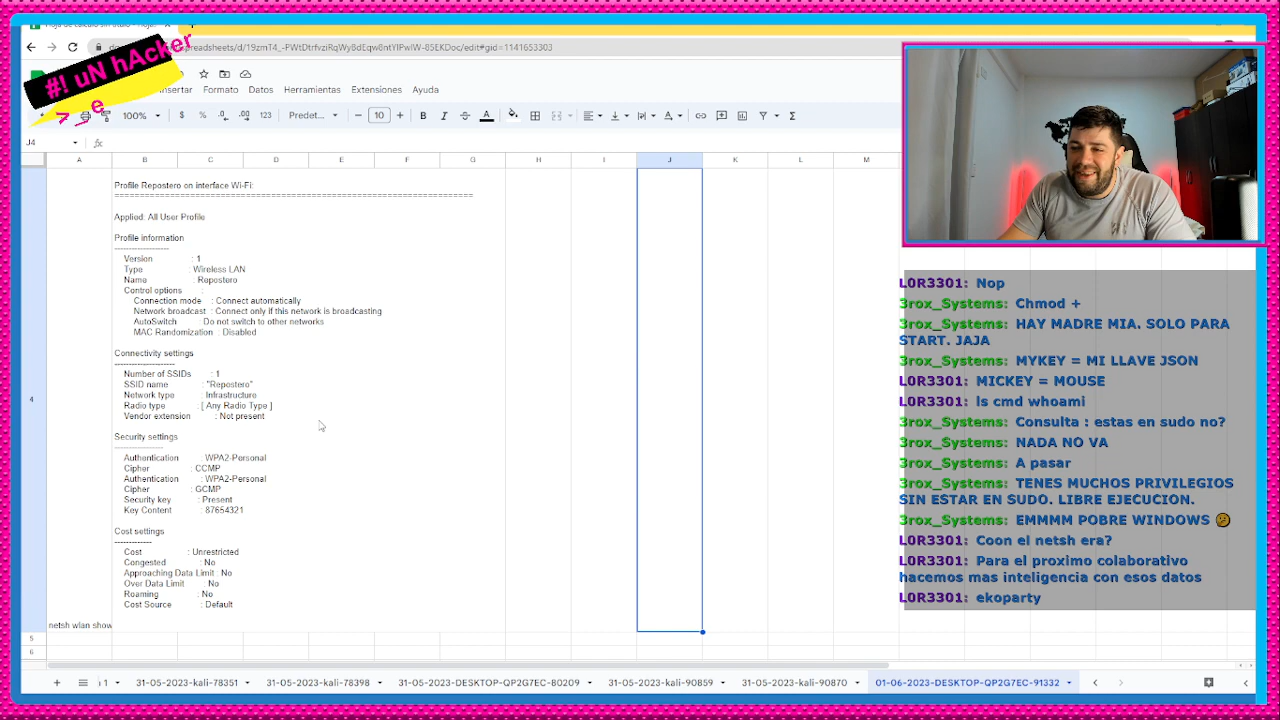 #! uN hAcker
>_e
spreadsheets/d/19zmT4_-PWtDtrfvziRqWy8dEqw8ntYIPwlW-85EKDoc/edit#gid=1141653303
Insertar Formato Datos Herramientas Extensiones Ayuda
100% $ % .0 .00 123 Predet... 10 B I A
J4 fx
A B C D E F G H I J K L M
Profile Repostero on interface Wi-Fi:
=======================================================================
Applied: All User Profile
Profile information
-------------------
Version : 1
Type : Wireless LAN
Name : Repostero
Control options :
Connection mode : Connect automatically
Network broadcast : Connect only if this network is broadcasting
AutoSwitch Do not switch to other networks
MAC Randomization : Disabled
Connectivity settings
---------------------
Number of SSIDs : 1
SSID name : "Repostero"
Network type : Infrastructure
Radio type : [ Any Radio Type ]
Vendor extension : Not present
4
Security settings
-----------------
Authentication : WPA2-Personal
Cipher : CCMP
Authentication : WPA2-Personal
Cipher : GCMP
Security key : Present
Key Content : 87654321
Cost settings
-------------
Cost : Unrestricted
Congested : No
Approaching Data Limit : No
Over Data Limit : No
Roaming : No
Cost Source : Default
netsh wlan show
5
6
L0R3301: Nop
3rox_Systems: Chmod +
3rox_Systems: HAY MADRE MIA. SOLO PARA
START. JAJA
3rox_Systems: MYKEY = MI LLAVE JSON
L0R3301: MICKEY = MOUSE
L0R3301: ls cmd whoami
3rox_Systems: Consulta : estas en sudo no?
3rox_Systems: NADA NO VA
3rox_Systems: A pasar
3rox_Systems: TENES MUCHOS PRIVILEGIOS
SIN ESTAR EN SUDO. LIBRE EJECUCION.
3rox_Systems: EMMMM POBRE WINDOWS
L0R3301: Coon el netsh era?
L0R3301: Para el proximo colaborativo
hacemos mas inteligencia con esos datos
L0R3301: ekoparty
31-05-2023-kali-78351 31-05-2023-kali-78398 31-05-2023-DESKTOP-QP2G7EC- 31-05-2023-kali-90859 31-05-2023-kali-90870 01-06-2023-DESKTOP-QP2G7EC-91332